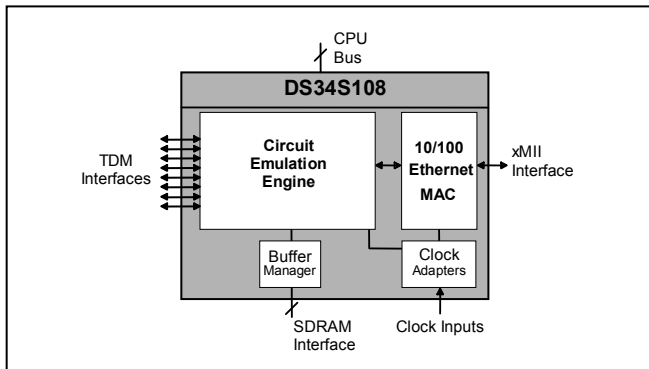 CPU
Bus
DS34S108
TDM
Interfaces
Circuit
Emulation
Engine
10/100
Ethernet
MAC
xMII
Interface
Buffer
Manager
Clock
Adapters
SDRAM
Interface
Clock Inputs